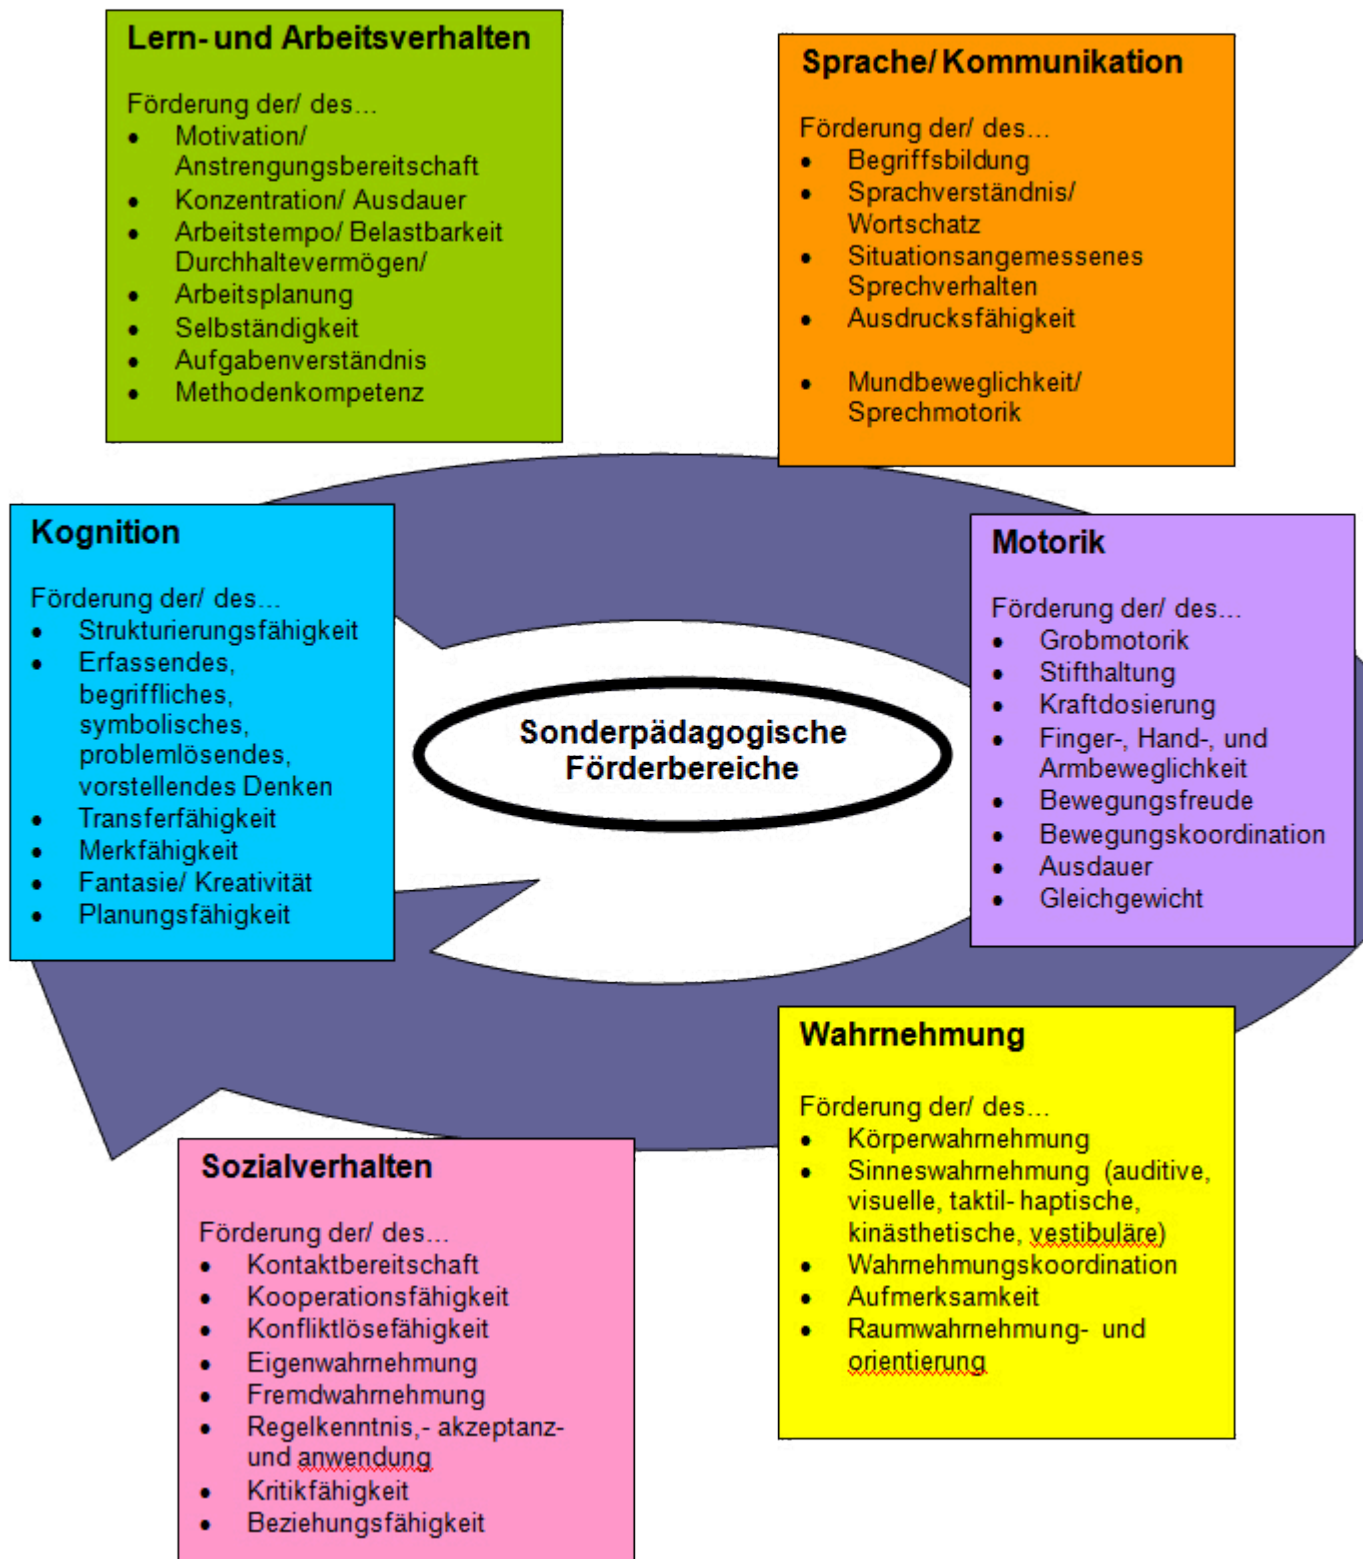 Lern- und Arbeitsverhalten
Förderung der/ des...
• Motivation/
Anstrengungsbereitschaft
• Konzentration/ Ausdauer
• Arbeitstempo/ Belastbarkeit
Durchhaltevermögen/
• Arbeitsplanung
• Selbständigkeit
• Aufgabenverständnis
• Methodenkompetenz
Sprache/ Kommunikation
Förderung der/ des...
• Begriffsbildung
• Sprachverständnis/
Wortschatz
• Situationsangemessenes
Sprechverhalten
• Ausdrucksfähigkeit
• Mundbeweglichkeit/
Sprechmotorik
Kognition
Förderung der/ des...
• Strukturierungsfähigkeit
• Erfassendes,
begriffliches,
symbolisches,
problemlösendes,
vorstellendes Denken
• Transferfähigkeit
• Merkfähigkeit
• Fantasie/ Kreativität
• Planungsfähigkeit
Sonderpädagogische
Förderbereiche
Motorik
Förderung der/ des...
• Grobmotorik
• Stifthaltung
• Kraftdosierung
• Finger-, Hand-, und
Armbeweglichkeit
• Bewegungsfreude
• Bewegungskoordination
• Ausdauer
• Gleichgewicht
Wahrnehmung
Förderung der/ des...
• Körperwahrnehmung
• Sinneswahrnehmung (auditive,
visuelle, taktil- haptische,
kinästhetische, vestibuläre)
• Wahrnehmungskoordination
• Aufmerksamkeit
• Raumwahrnehmung- und
orientierung
Sozialverhalten
Förderung der/ des...
• Kontaktbereitschaft
• Kooperationsfähigkeit
• Konfliktlösefähigkeit
• Eigenwahrnehmung
• Fremdwahrnehmung
• Regelkenntnis,- akzeptanz-
und anwendung
• Kritikfähigkeit
• Beziehungsfähigkeit